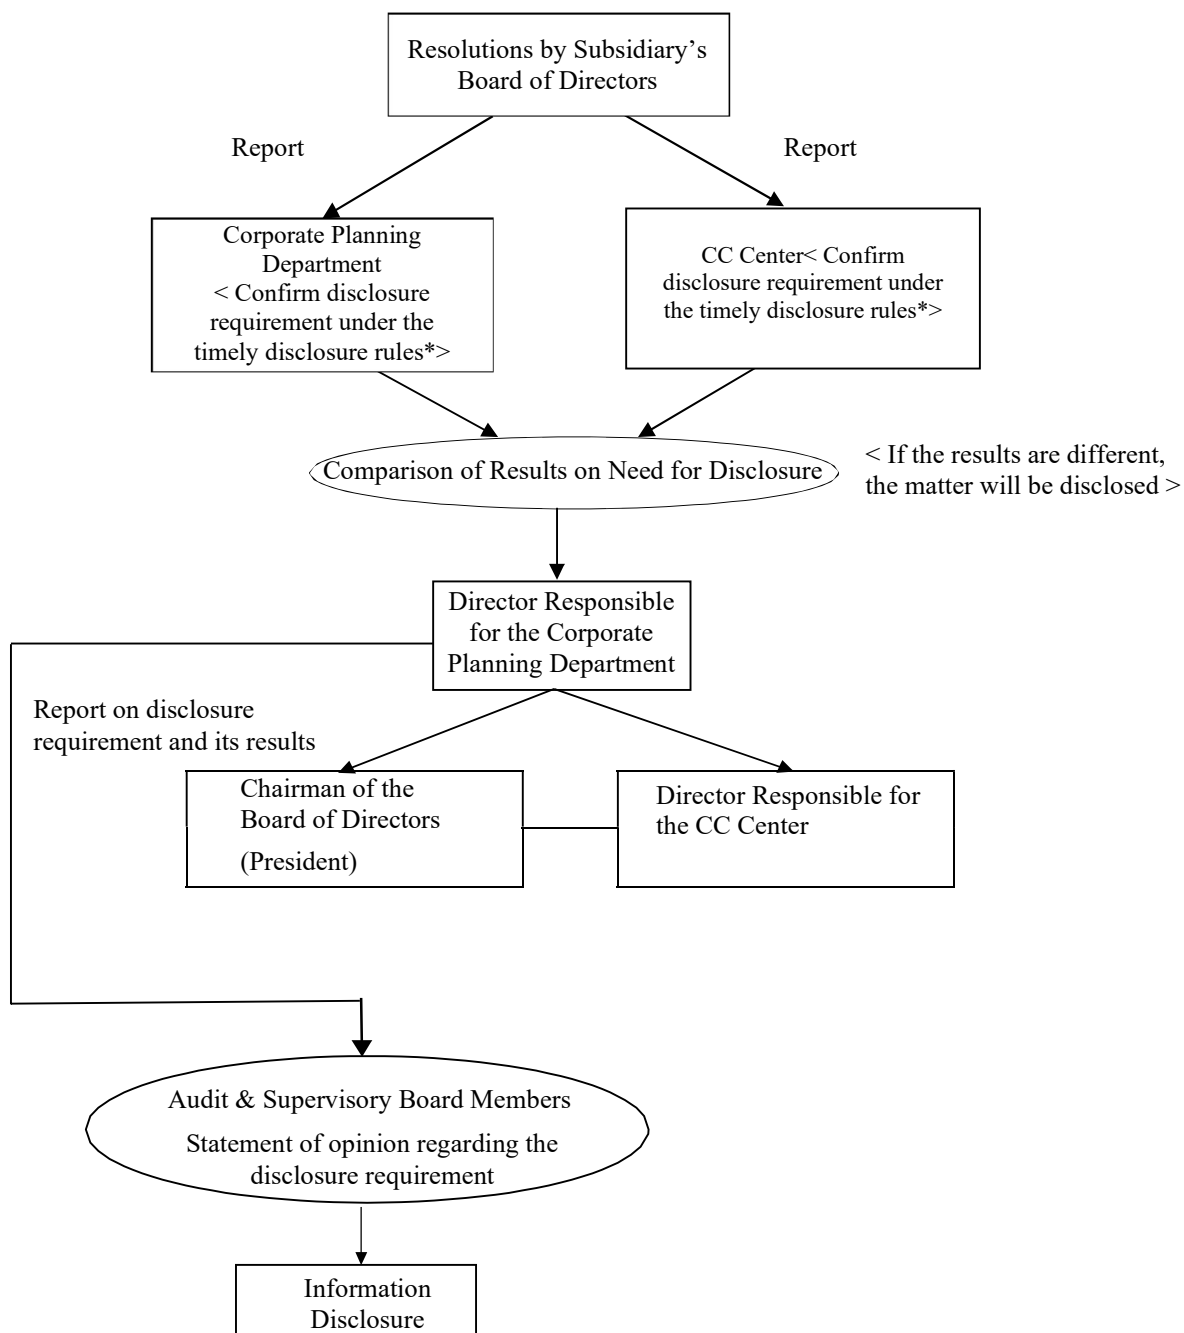 Resolutions by Subsidiary’s
Board of Directors
Report
Report
Corporate Planning
Department
< Confirm disclosure
requirement under the
timely disclosure rules*>
CC Center< Confirm
disclosure requirement under
the timely disclosure rules*>
Comparison of Results on Need for Disclosure
< If the results are different,
the matter will be disclosed >
Director Responsible
for the Corporate
Planning Department
Report on disclosure
requirement and its results
Chairman of the
Board of Directors
(President)
Director Responsible for
the CC Center
Audit & Supervisory Board Members
Statement of opinion regarding the
disclosure requirement
Information
Disclosure